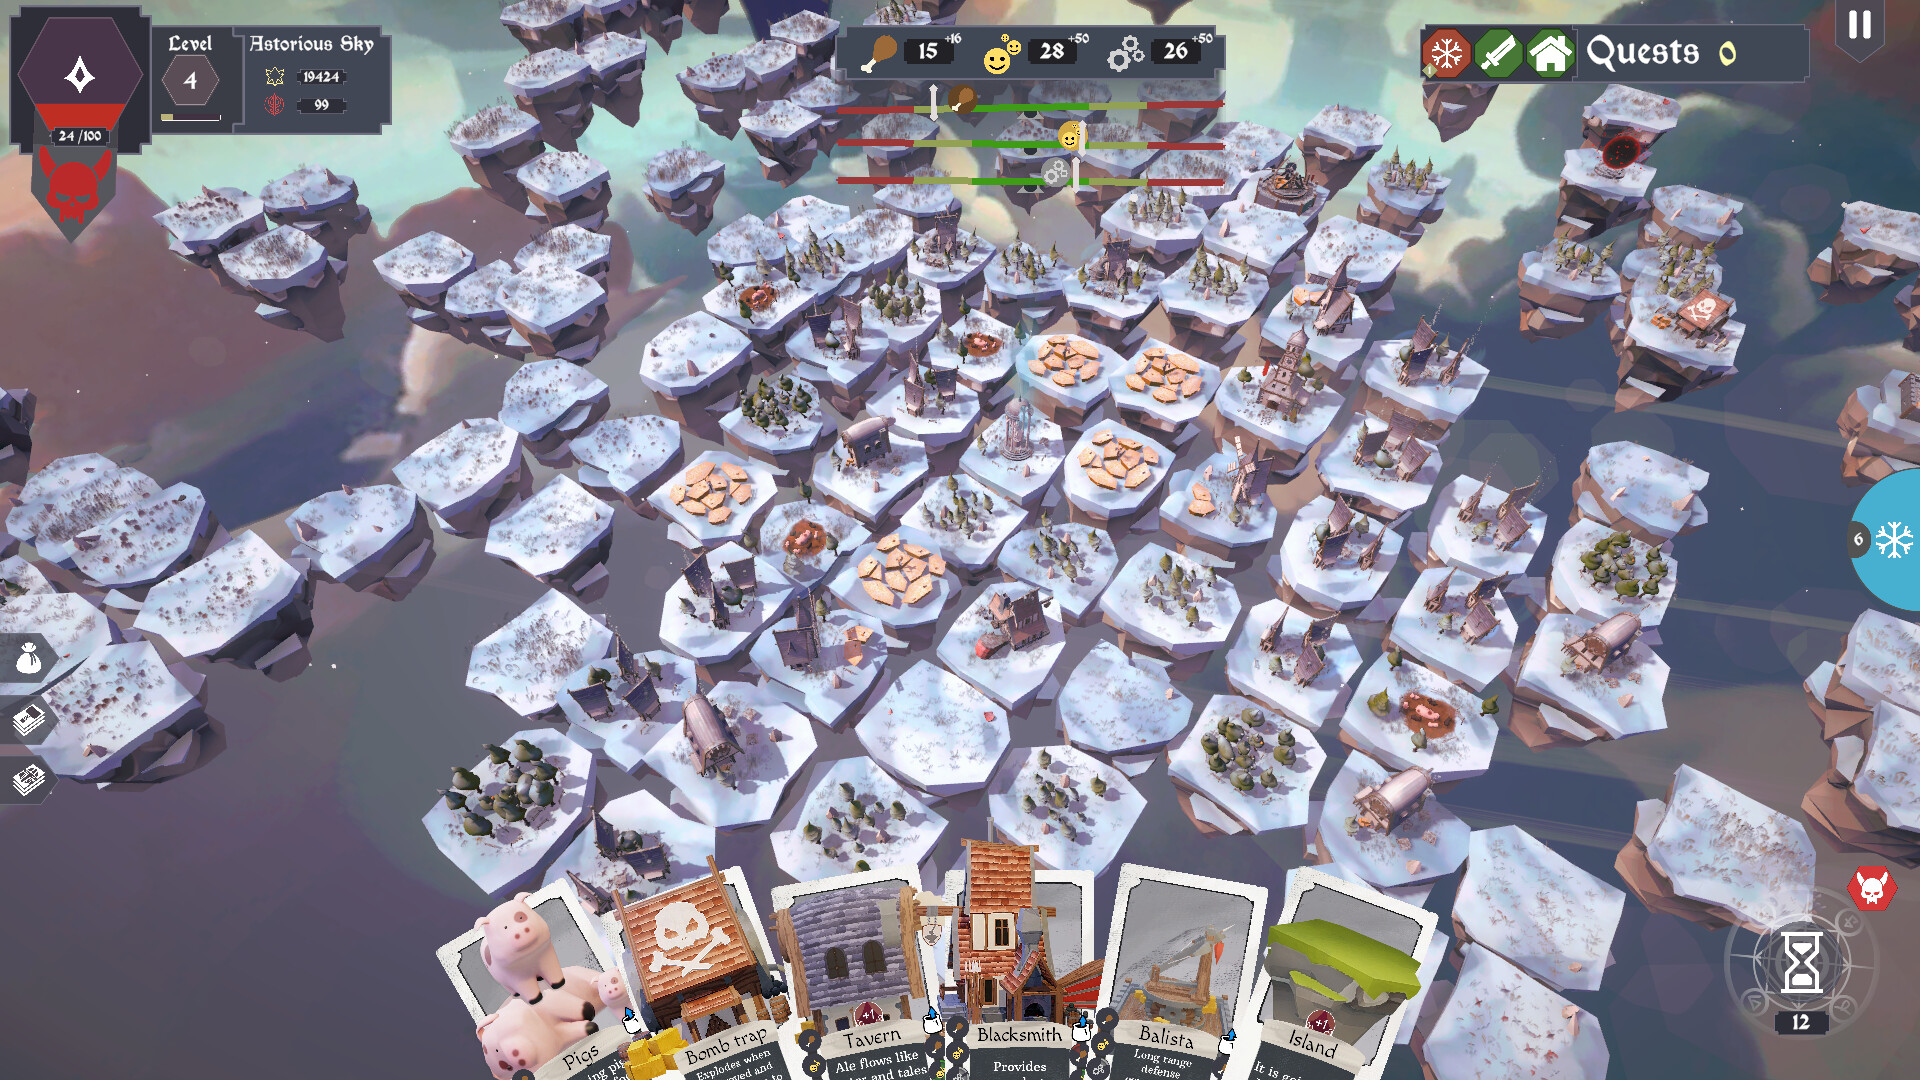 Level
4
Astorious Sky
19424
99
24 /100
15 +16
28 +50
26 +50
Quests 0
6
12
Pigs
Bomb trap
Explodes when
Tavern
+1
Ale flows like
and tales
Blacksmith
Provides
Balista
Long range
defense
Island
+1
It is